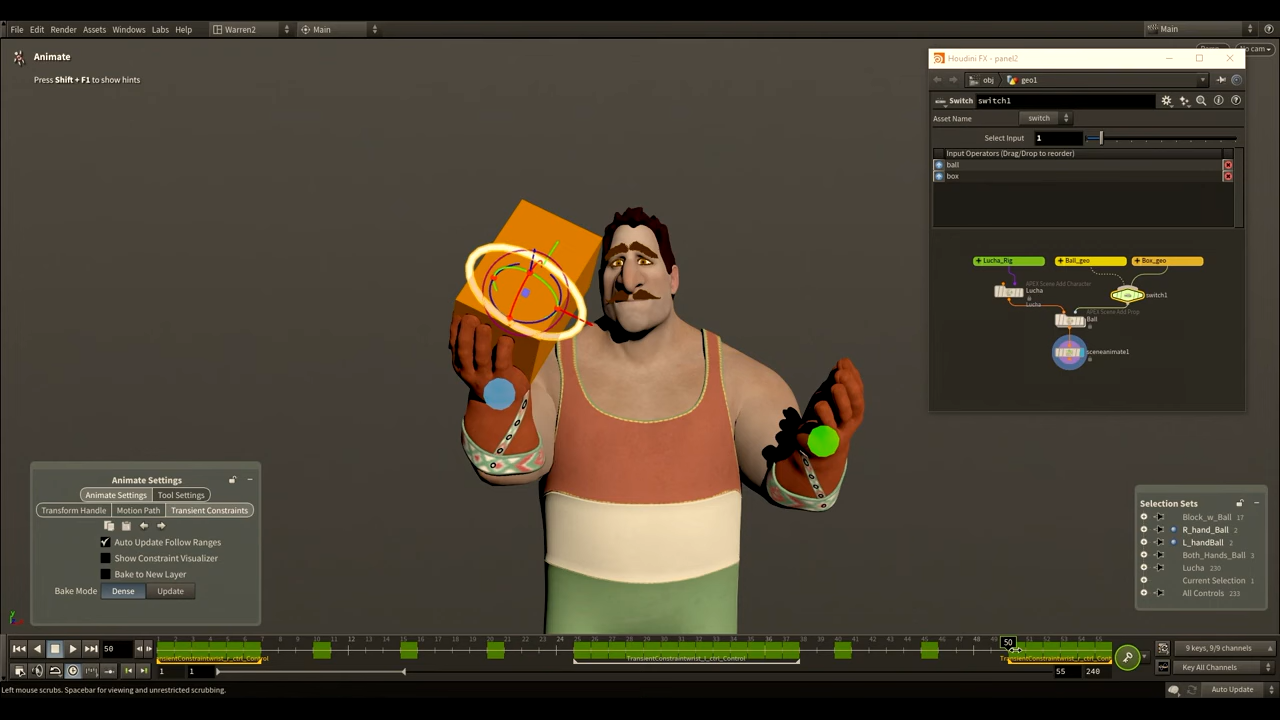 File Edit Render Assets Windows Labs Help Warren2 Main Main
Animate
Press Shift + F1 to show hints
No cam
Houdini FX - panel2
obj geo1
Switch switch1
Asset Name switch
Select Input 1
Input Operators (Drag/Drop to reorder)
ball
box
Lucha_Rig Ball_geo Box_geo
APEX Scene Add Character
Lucha
Lucha
switch1
APEX Scene Add Prop
Ball
sceneanimate1
Animate Settings
Animate Settings Tool Settings
Transform Handle Motion Path Transient Constraints
Auto Update Follow Ranges
Show Constraint Visualizer
Bake to New Layer
Bake Mode Dense Update
Selection Sets
Block_w_Ball 17
R_hand_Ball 2
L_handBall 2
Both_Hands_Ball 3
Lucha 230
Current Selection 1
All Controls 233
50
50
TransientConstraintwrist_l_ctrl_Control
9 keys, 9/9 channels
1 1 55 240
Key All Channels
Left mouse scrubs. Spacebar for viewing and unrestricted scrubbing.
Auto Update